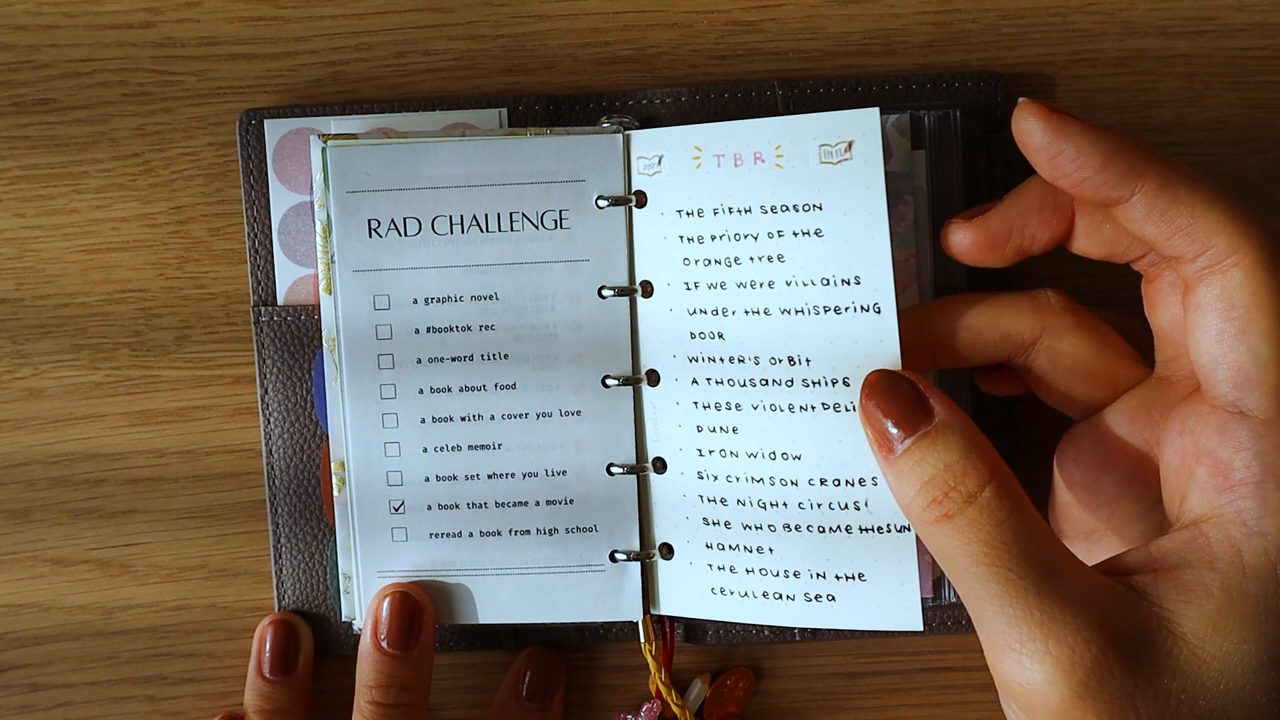 RAD CHALLENGE
a graphic novel
a #booktok rec
a one-word title
a book about food
a book with a cover you love
a celeb memoir
a book set where you live
a book that became a movie
reread a book from high school
TBR
THE FIFTH SEASON
THE PRIORY OF THE
ORANGE TREE
IF WE WERE VILLAINS
UNDER THE WHISPERING
DOOR
WINTER'S ORBIT
A THOUSAND SHIPS
THESE VIOLENT DELI
DUNE
IRON WIDOW
SIX CRIMSON CRANES
THE NIGHT CIRCUS
SHE WHO BECAME THE SUN
HAMNET
THE HOUSE IN THE
CERULEAN SEA